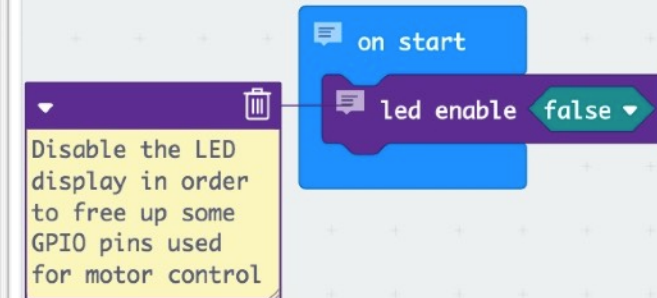 on start
led enable false
Disable the LED
display in order
to free up some
GPIO pins used
for motor control